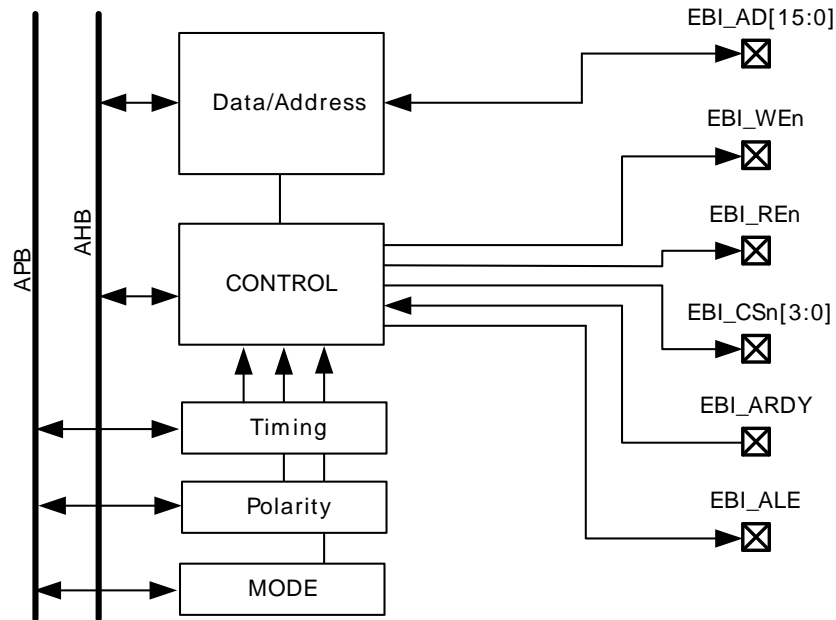 EBI_AD[15:0]
Data/Address
EBI_WEn
EBI_REn
APB
AHB
CONTROL
EBI_CSn[3:0]
EBI_ARDY
Timing
Polarity
EBI_ALE
MODE